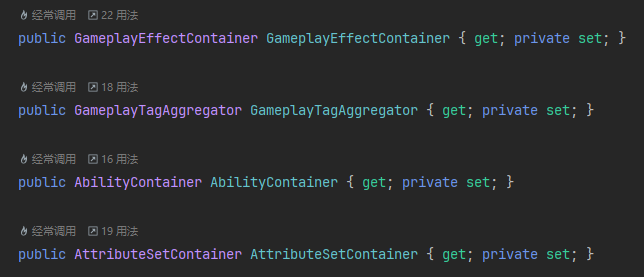 经常调用 22 用法
public GameplayEffectContainer GameplayEffectContainer { get; private set; }
经常调用 18 用法
public GameplayTagAggregator GameplayTagAggregator { get; private set; }
经常调用 16 用法
public AbilityContainer AbilityContainer { get; private set; }
经常调用 19 用法
public AttributeSetContainer AttributeSetContainer { get; private set; }